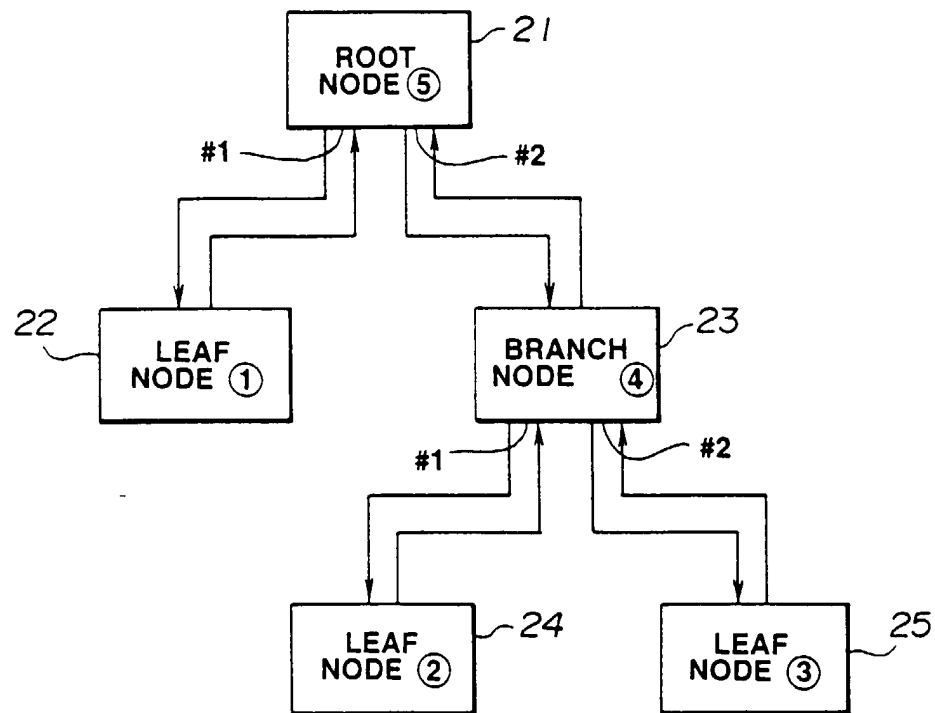 21
ROOT
NODE ⑤
#1
#2
22
LEAF
NODE ①
23
BRANCH
NODE ④
#1
#2
24
LEAF
NODE ②
25
LEAF
NODE ③